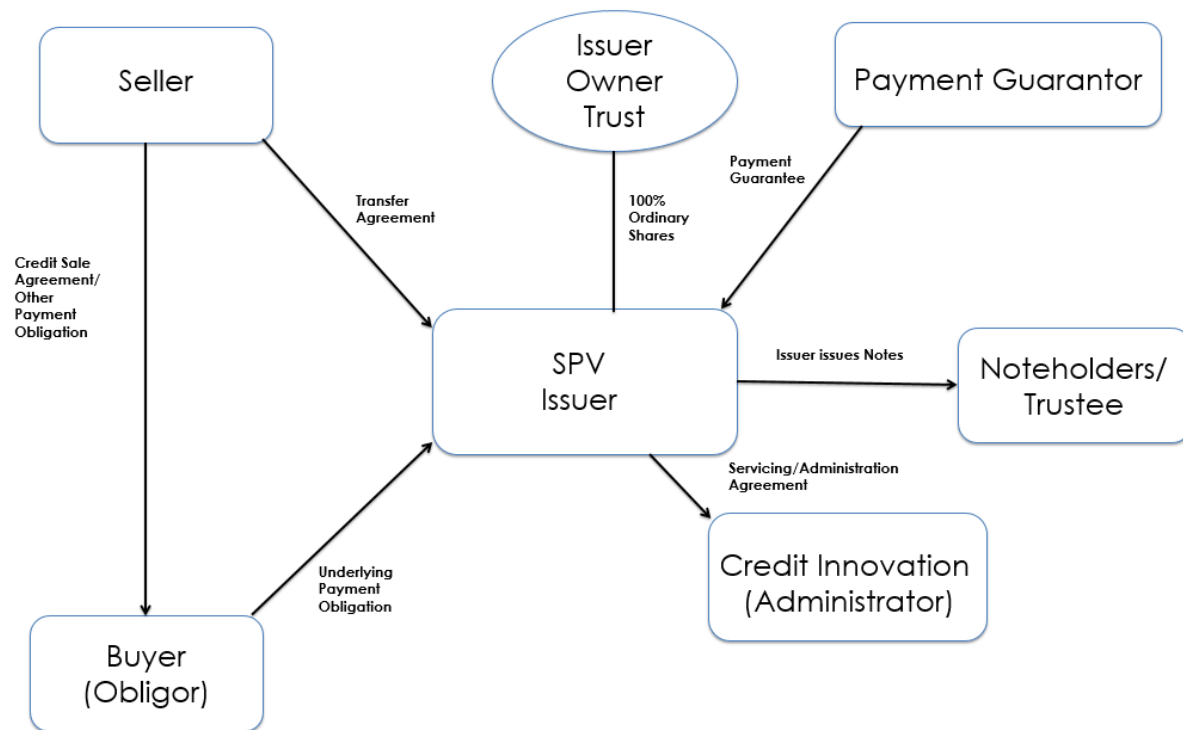 Seller
Issuer
Owner
Trust
Payment Guarantor
Payment
Guarantee
Transfer
Agreement
100%
Ordinary
Shares
Credit Sale
Agreement/
Other
Payment
Obligation
SPV
Issuer
Issuer issues Notes
Noteholders/
Trustee
Servicing/Administration
Agreement
Underlying
Payment
Obligation
Credit Innovation
(Administrator)
Buyer
(Obligor)